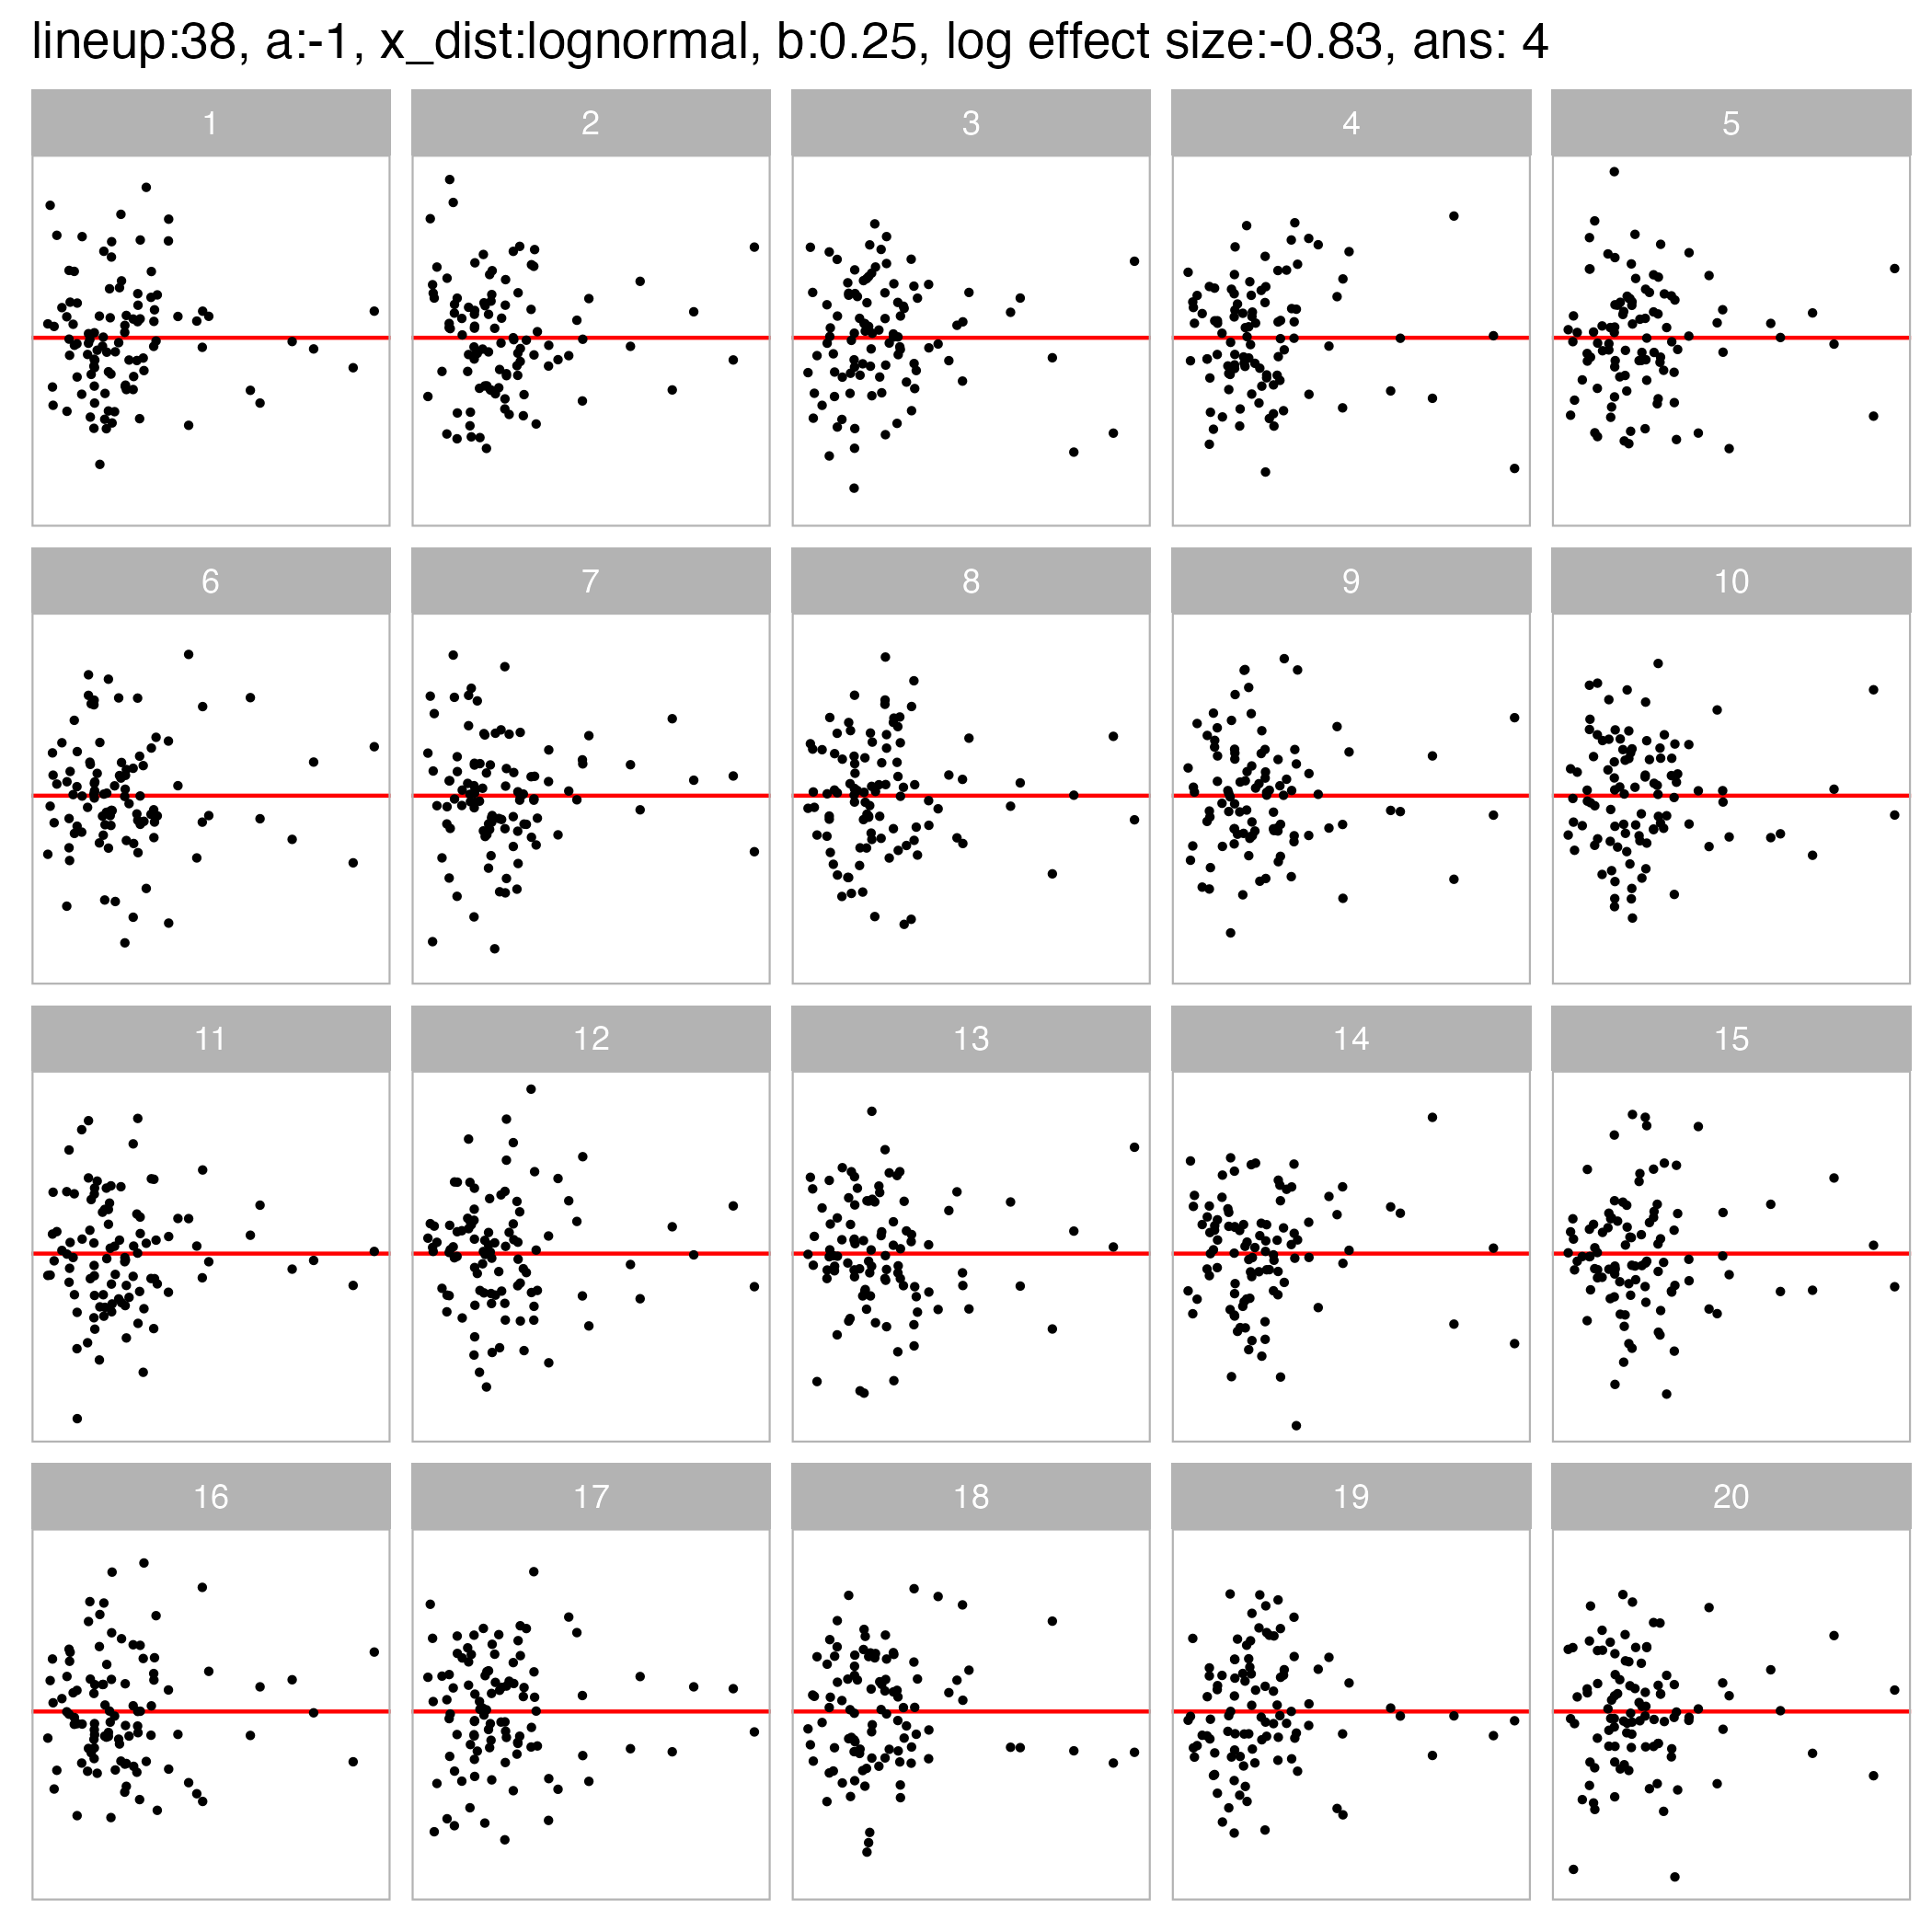 lineup:38, a:-1, x_dist:lognormal, b:0.25, log effect size:-0.83, ans: 4
1 2 3 4 5
6 7 8 9 10
11 12 13 14 15
16 17 18 19 20